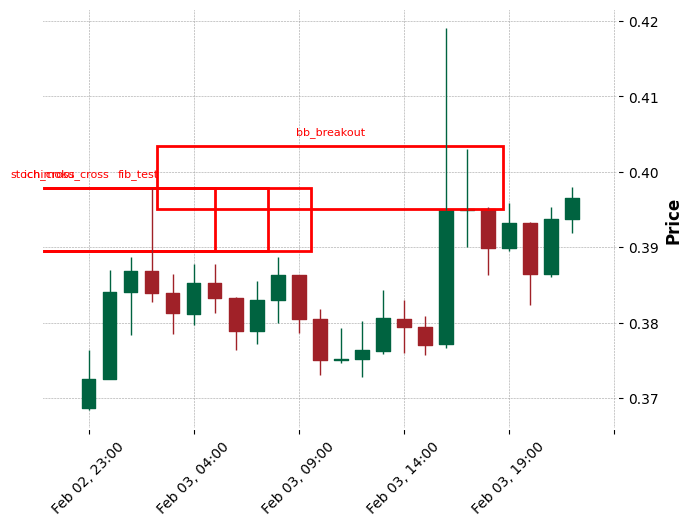 0.42
0.41
bb_breakout
0.40
fib_test
0.39
0.38
0.37
Price
Feb 02, 23:00
Feb 03, 04:00
Feb 03, 09:00
Feb 03, 14:00
Feb 03, 19:00